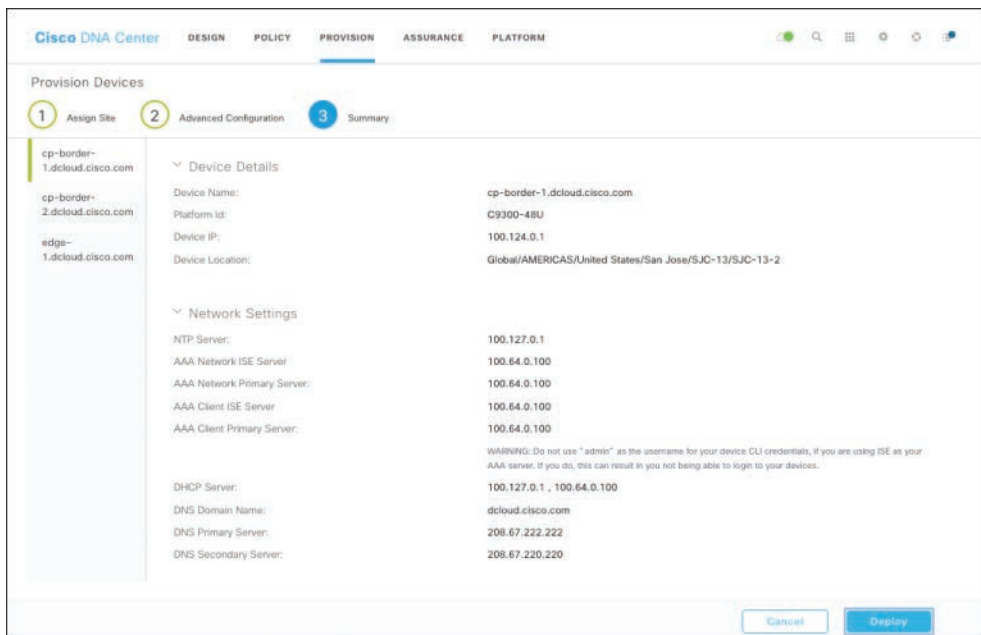 Cisco DNA Center DESIGN POLICY PROVISION ASSURANCE PLATFORM
Provision Devices
1 Assign Site 2 Advanced Configuration 3 Summary
cp-border-
1.dcloud.cisco.com
cp-border-
2.dcloud.cisco.com
edge-
1.dcloud.cisco.com
Device Details
Device Name: cp-border-1.dcloud.cisco.com
Platform Id: C9300-48U
Device IP: 100.124.0.1
Device Location: Global/AMERICAS/United States/San Jose/SJC-13/SJC-13-2
Network Settings
NTP Server: 100.127.0.1
AAA Network ISE Server 100.64.0.100
AAA Network Primary Server: 100.64.0.100
AAA Client ISE Server 100.64.0.100
AAA Client Primary Server: 100.64.0.100
WARNING: Do not use "admin" as the username for your device CLI credentials, if you are using ISE as your
AAA server. If you do, this can result in you not being able to login to your devices.
DHCP Server: 100.127.0.1 , 100.64.0.100
DNS Domain Name: dcloud.cisco.com
DNS Primary Server: 208.67.222.222
DNS Secondary Server: 208.67.220.220
Cancel Deploy